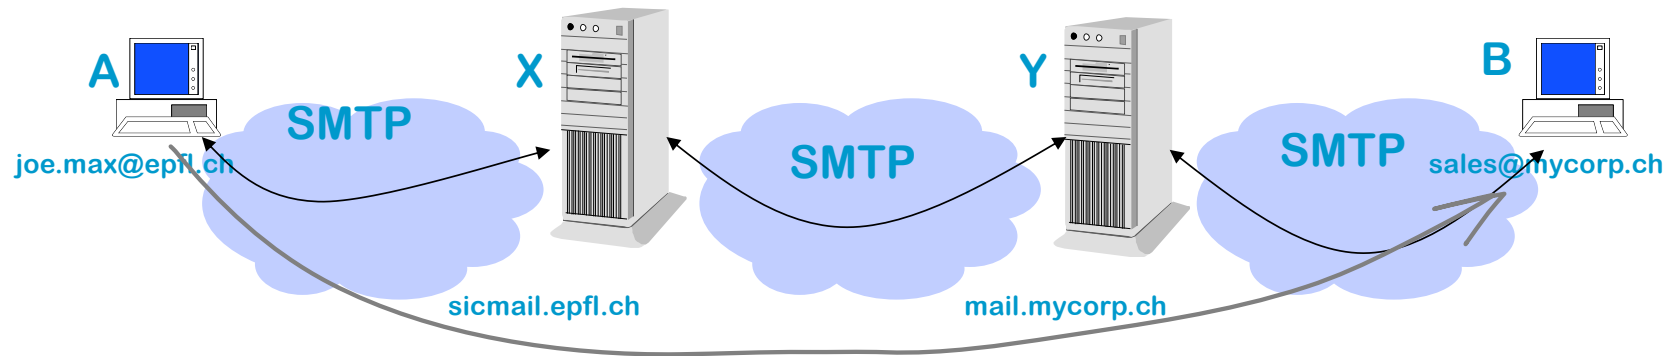 A
X
Y
B
SMTP
SMTP
SMTP
joe.max@epfl.ch
sales@mycorp.ch
sicmail.epfl.ch
mail.mycorp.ch